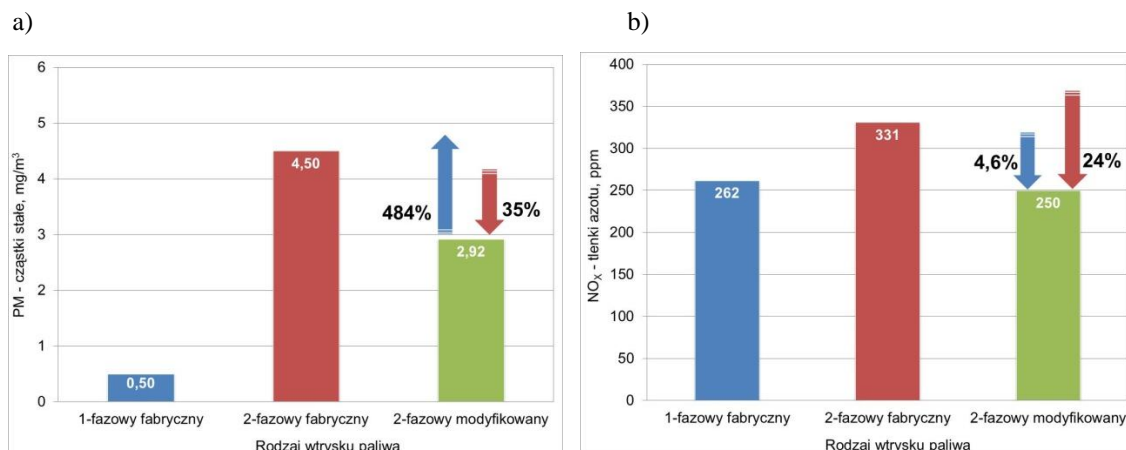 a)
6
5
4
3
2
1
0
PM - cząstki stałe, mg/m³
0,50
4,50
484%
35%
2,92
1-fazowy fabryczny
2-fazowy fabryczny
2-fazowy modyfikowany
Rodzaj wtrysku paliwa
b)
400
350
300
250
200
150
100
50
0
NOX - tlenki azotu, ppm
262
331
4,6%
24%
250
1-fazowy fabryczny
2-fazowy fabryczny
2-fazowy modyfikowany
Rodzaj wtrysku paliwa